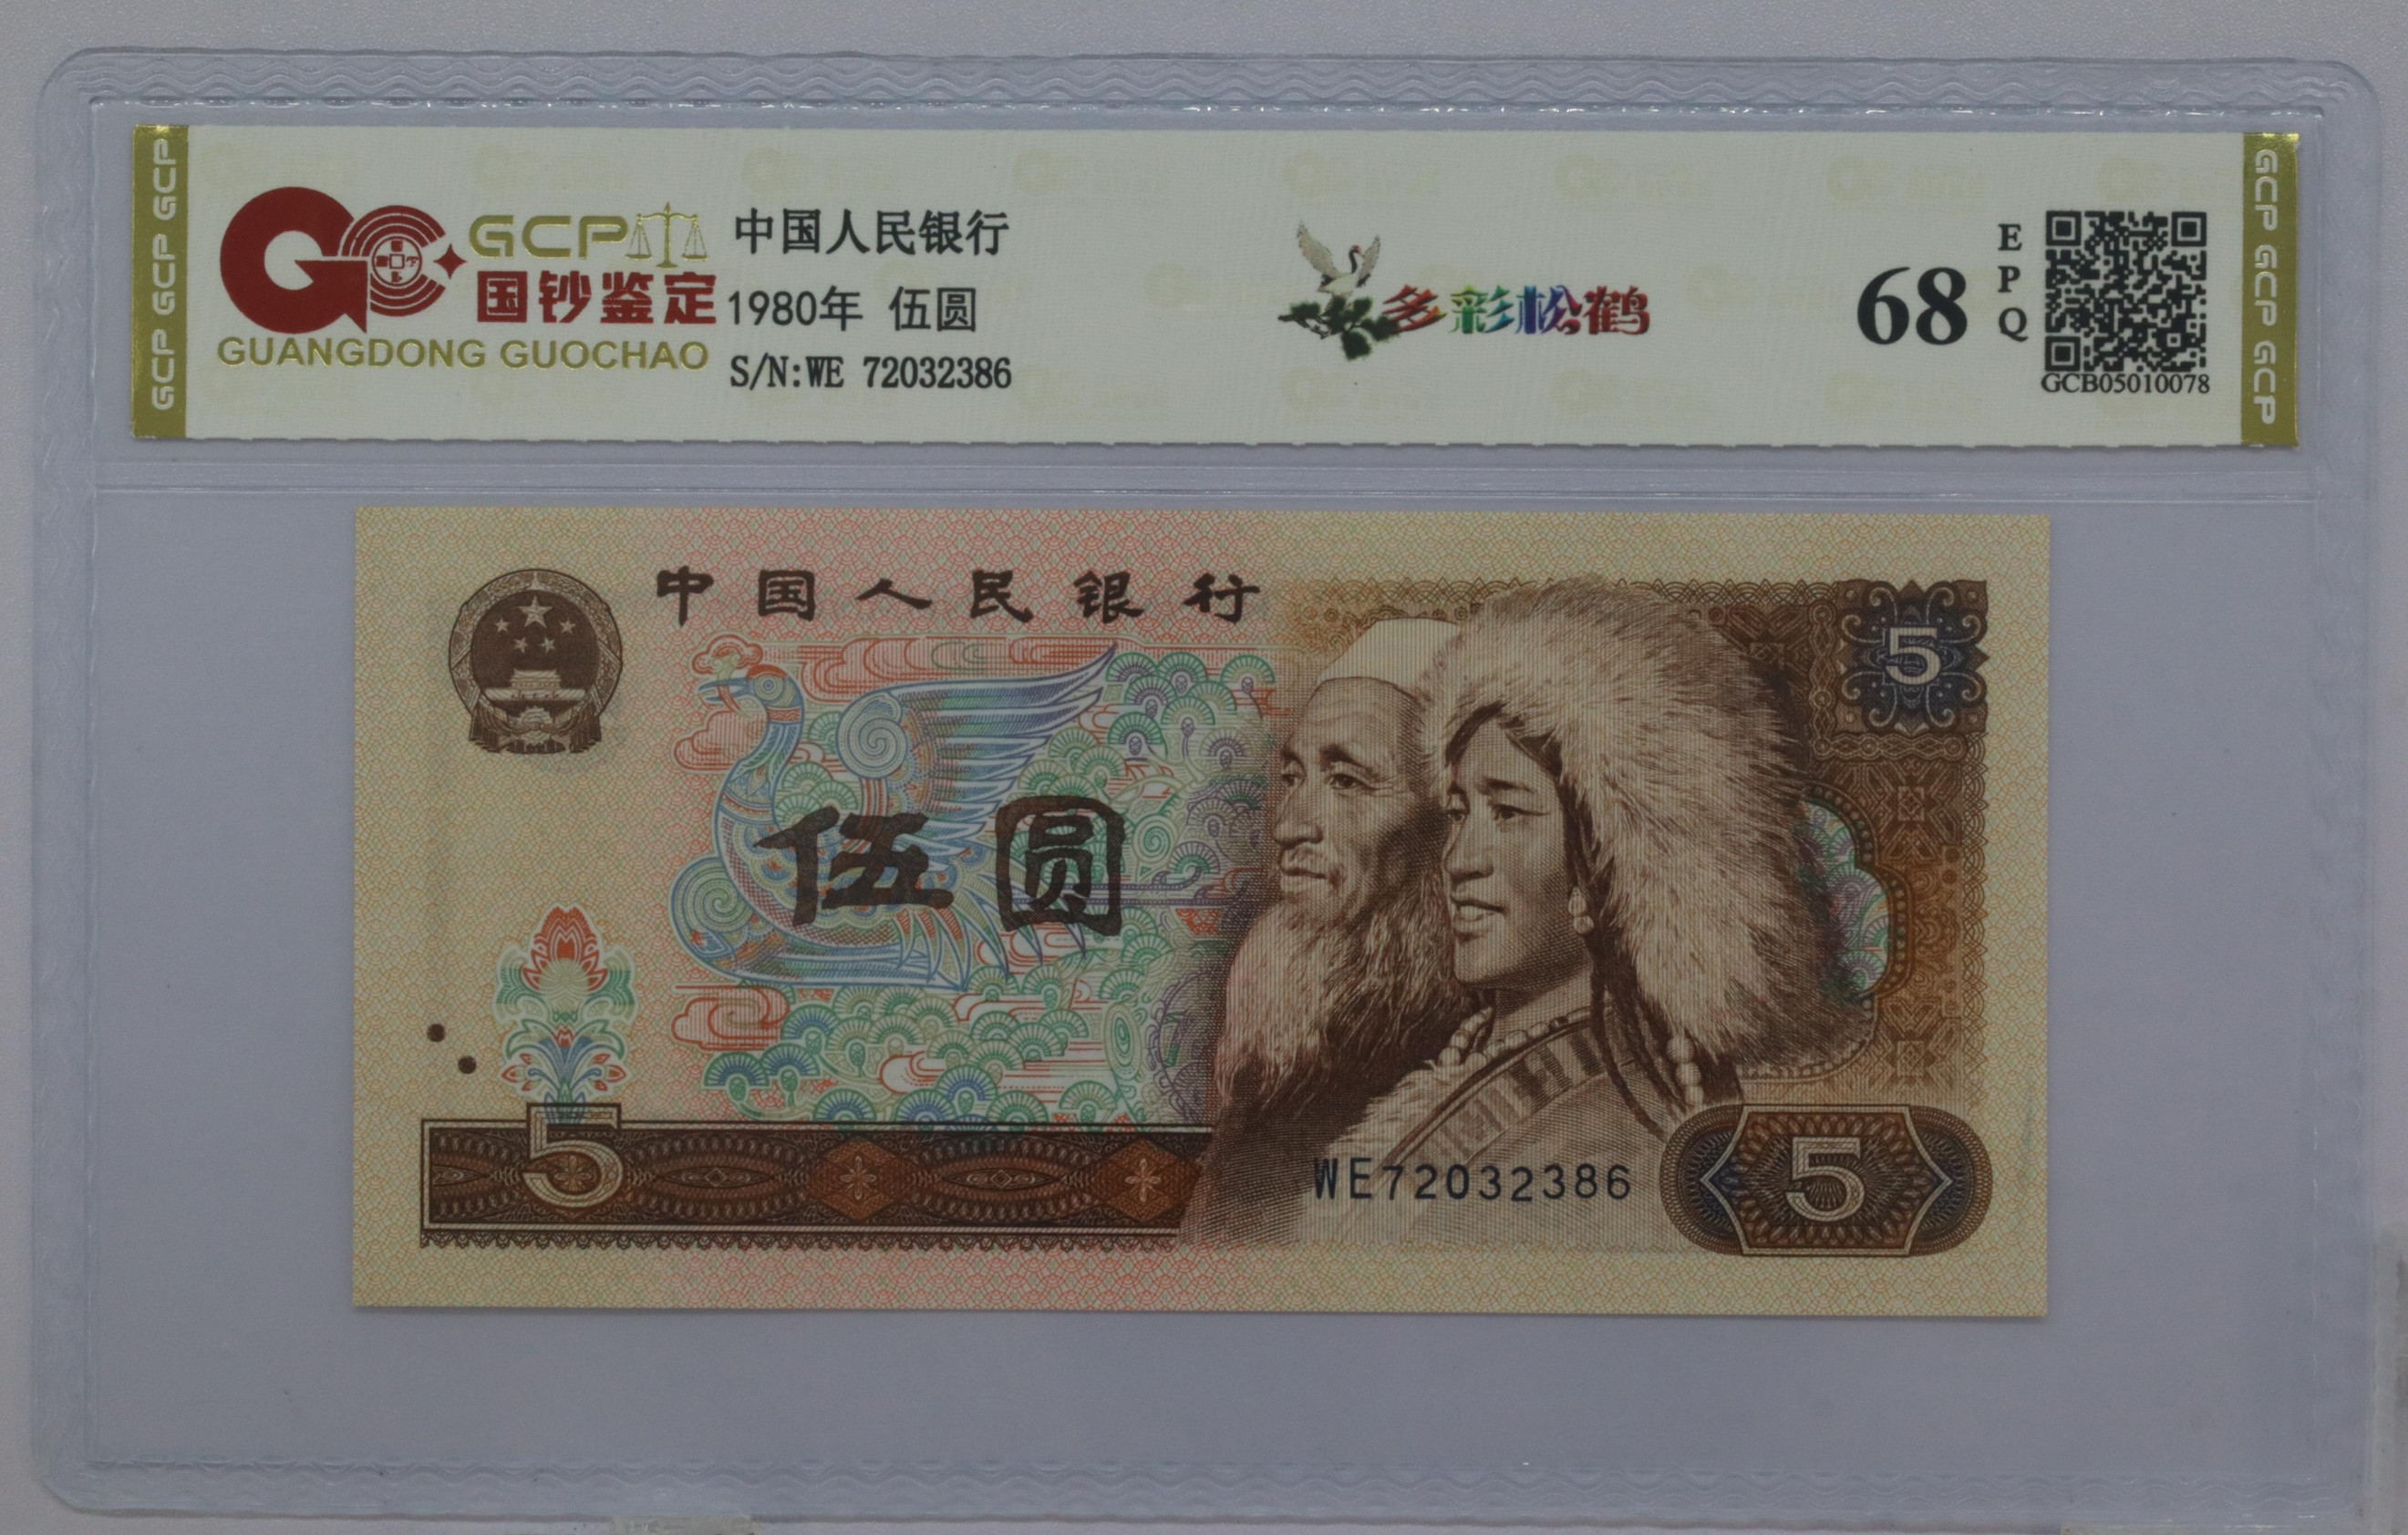 GCP GCP GCP
GCP
国钞鉴定
GUANGDONG GUOCHAO
中国人民银行
1980年 伍圆
S/N:WE 72032386
多彩松鹤
68
E
P
Q
GCB05010078
GCP GCP GCP GCP
中国人民银行
5
伍圆
5
WE72032386
5